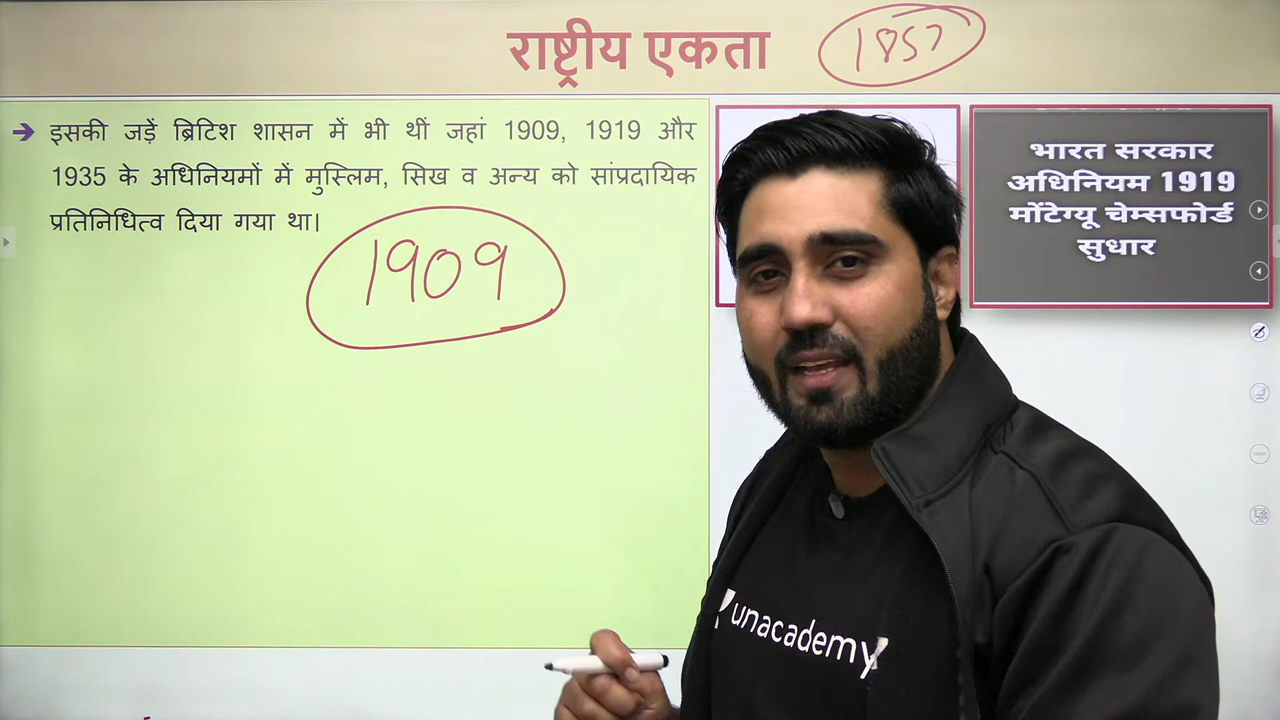 राष्ट्रीय एकता
1857
→ इसकी जड़ें ब्रिटिश शासन में भी थीं जहां 1909, 1919 और
1935 के अधिनियमों में मुस्लिम, सिख व अन्य को सांप्रदायिक
प्रतिनिधित्व दिया गया था।
1909
भारत सरकार
अधिनियम 1919
मोंटेग्यू चेम्सफोर्ड
सुधार
unacademy